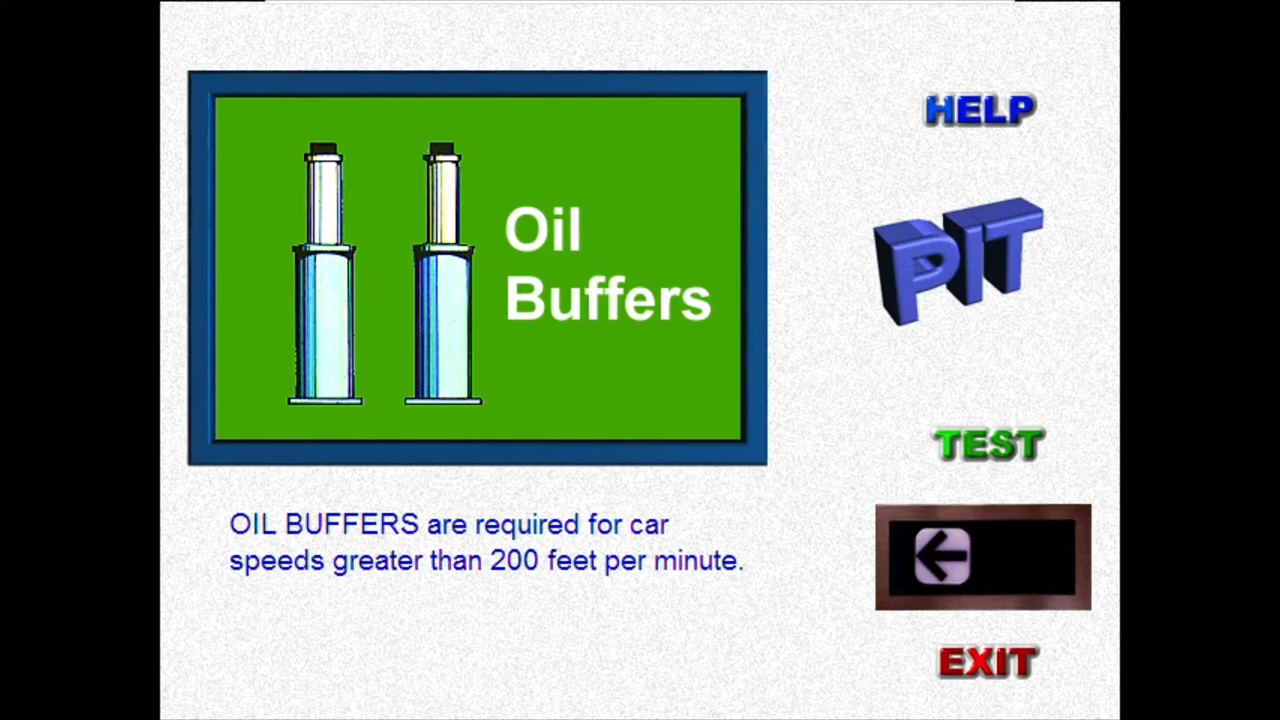 Oil
Buffers
OIL BUFFERS are required for car
speeds greater than 200 feet per minute.
HELP
PIT
TEST
EXIT